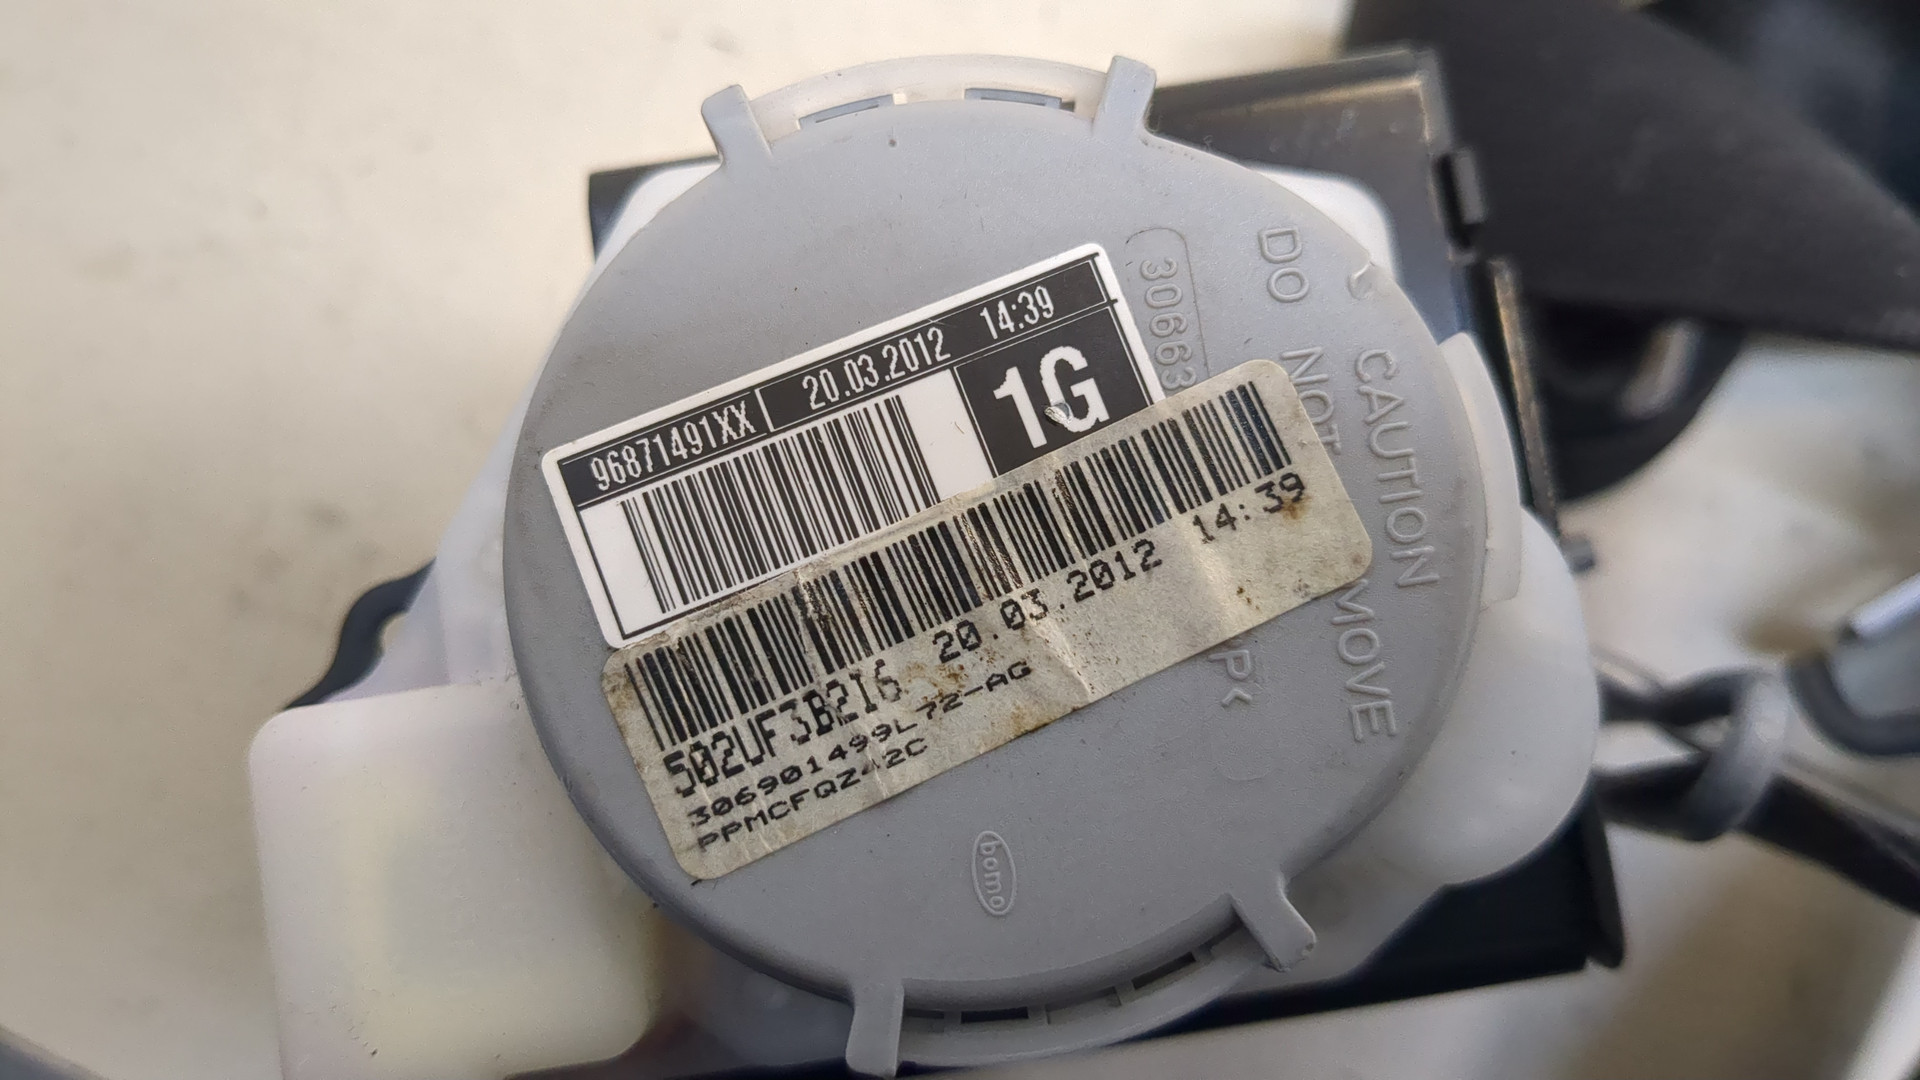 96871491XX 20.03.2012 14:39
1G
502UF3B2I6 20.03.2012 14:39
306901499L72-AG
PPMCFQZ42C
30663
CAUTION
DO NOT MOVE
P<
bomo